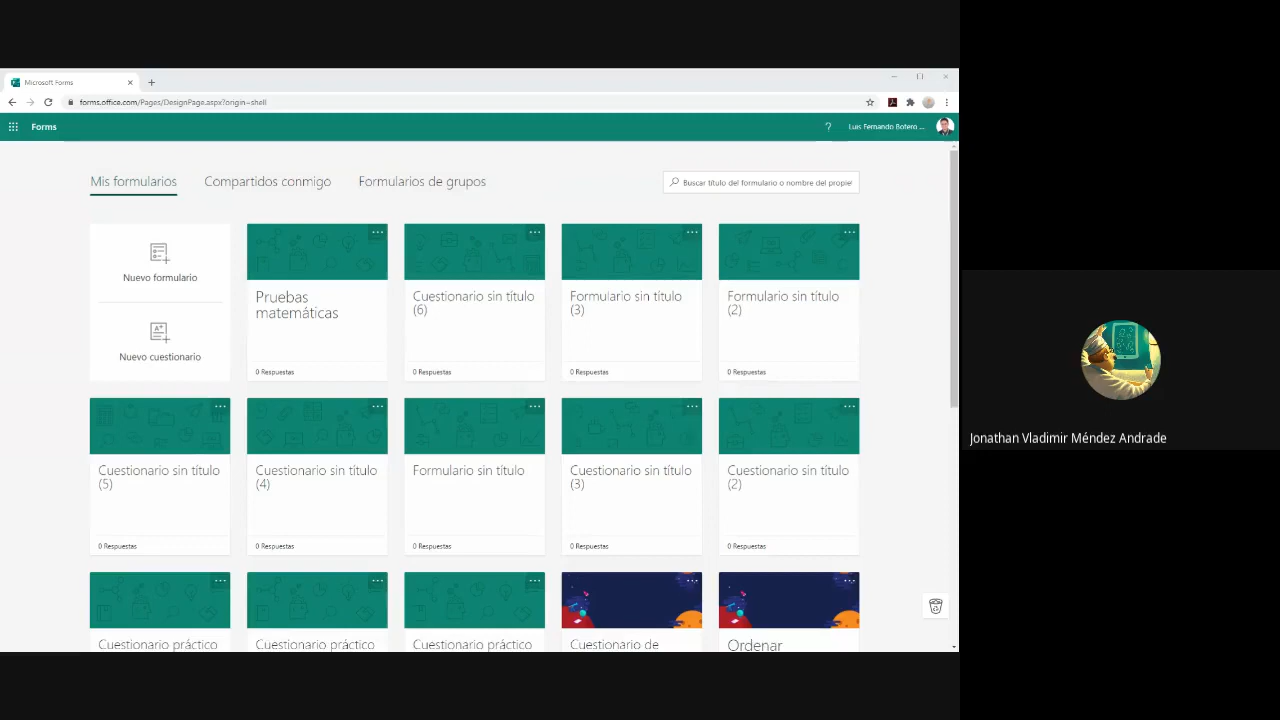 Microsoft Forms
forms.office.com/Pages/DesignPage.aspx?origin=shell
Forms
?
Luis Fernando Botero ...
Mis formularios
Compartidos conmigo
Formularios de grupos
Buscar título del formulario o nombre del propie
Nuevo formulario
Nuevo cuestionario
Pruebas
matemáticas
0 Respuestas
Cuestionario sin título
(6)
0 Respuestas
Formulario sin título
(3)
0 Respuestas
Formulario sin título
(2)
0 Respuestas
Cuestionario sin título
(5)
0 Respuestas
Cuestionario sin título
(4)
0 Respuestas
Formulario sin título
0 Respuestas
Cuestionario sin título
(3)
0 Respuestas
Cuestionario sin título
(2)
0 Respuestas
Cuestionario práctico
Cuestionario práctico
Cuestionario práctico
Cuestionario de
Ordenar
Jonathan Vladimir Méndez Andrade